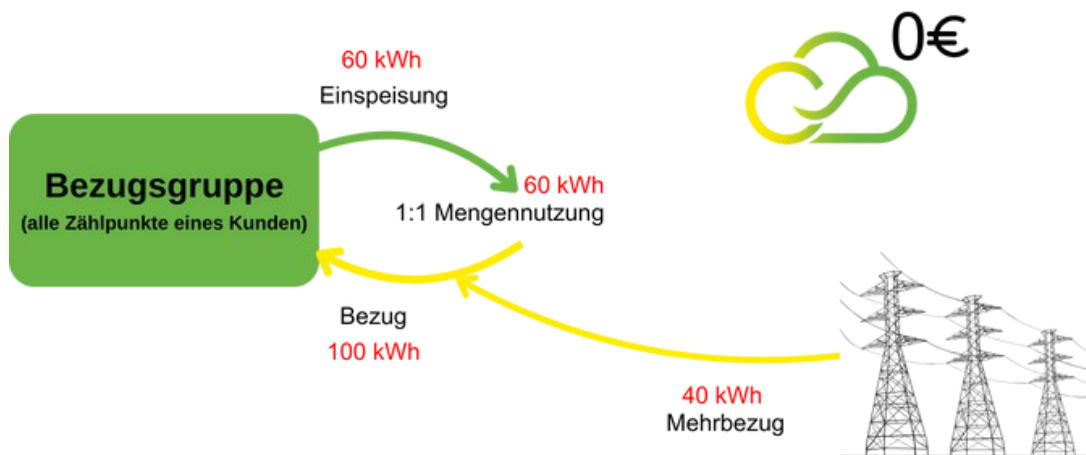 0€
60 kWh
Einspeisung
Bezugsgruppe
(alle Zählpunkte eines Kunden)
60 kWh
1:1 Mengennutzung
Bezug
100 kWh
40 kWh
Mehrbezug